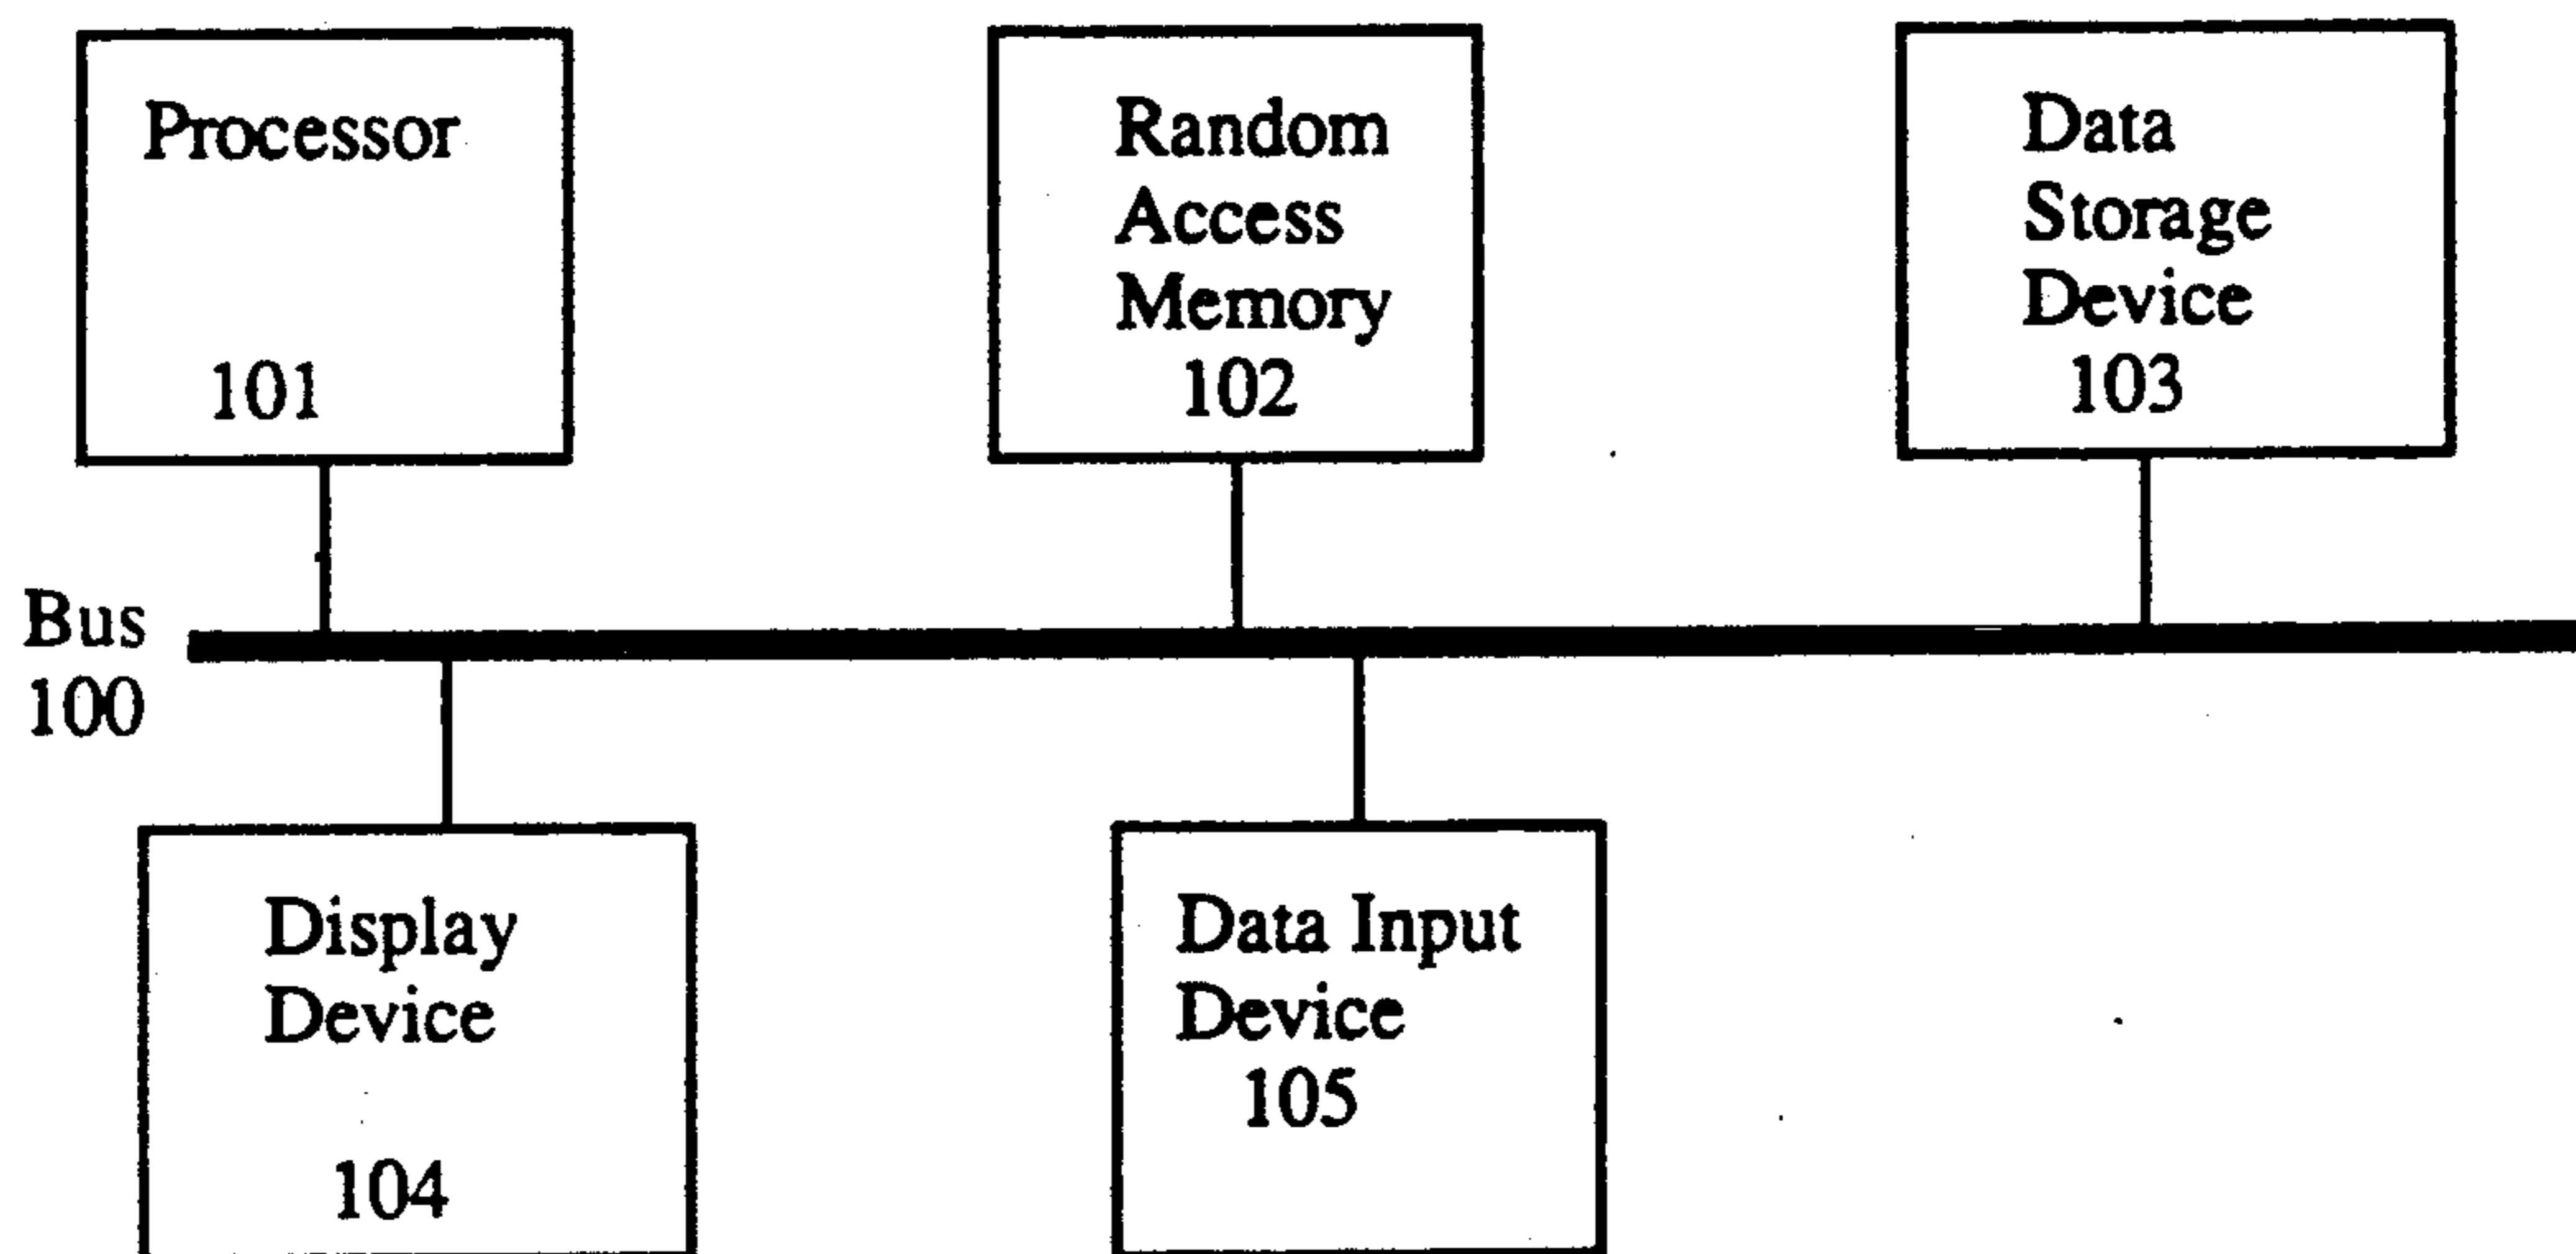 Processor
101
Random
Access
Memory
102
Data
Storage
Device
103
Bus
100
Display
Device
104
Data Input
Device
105